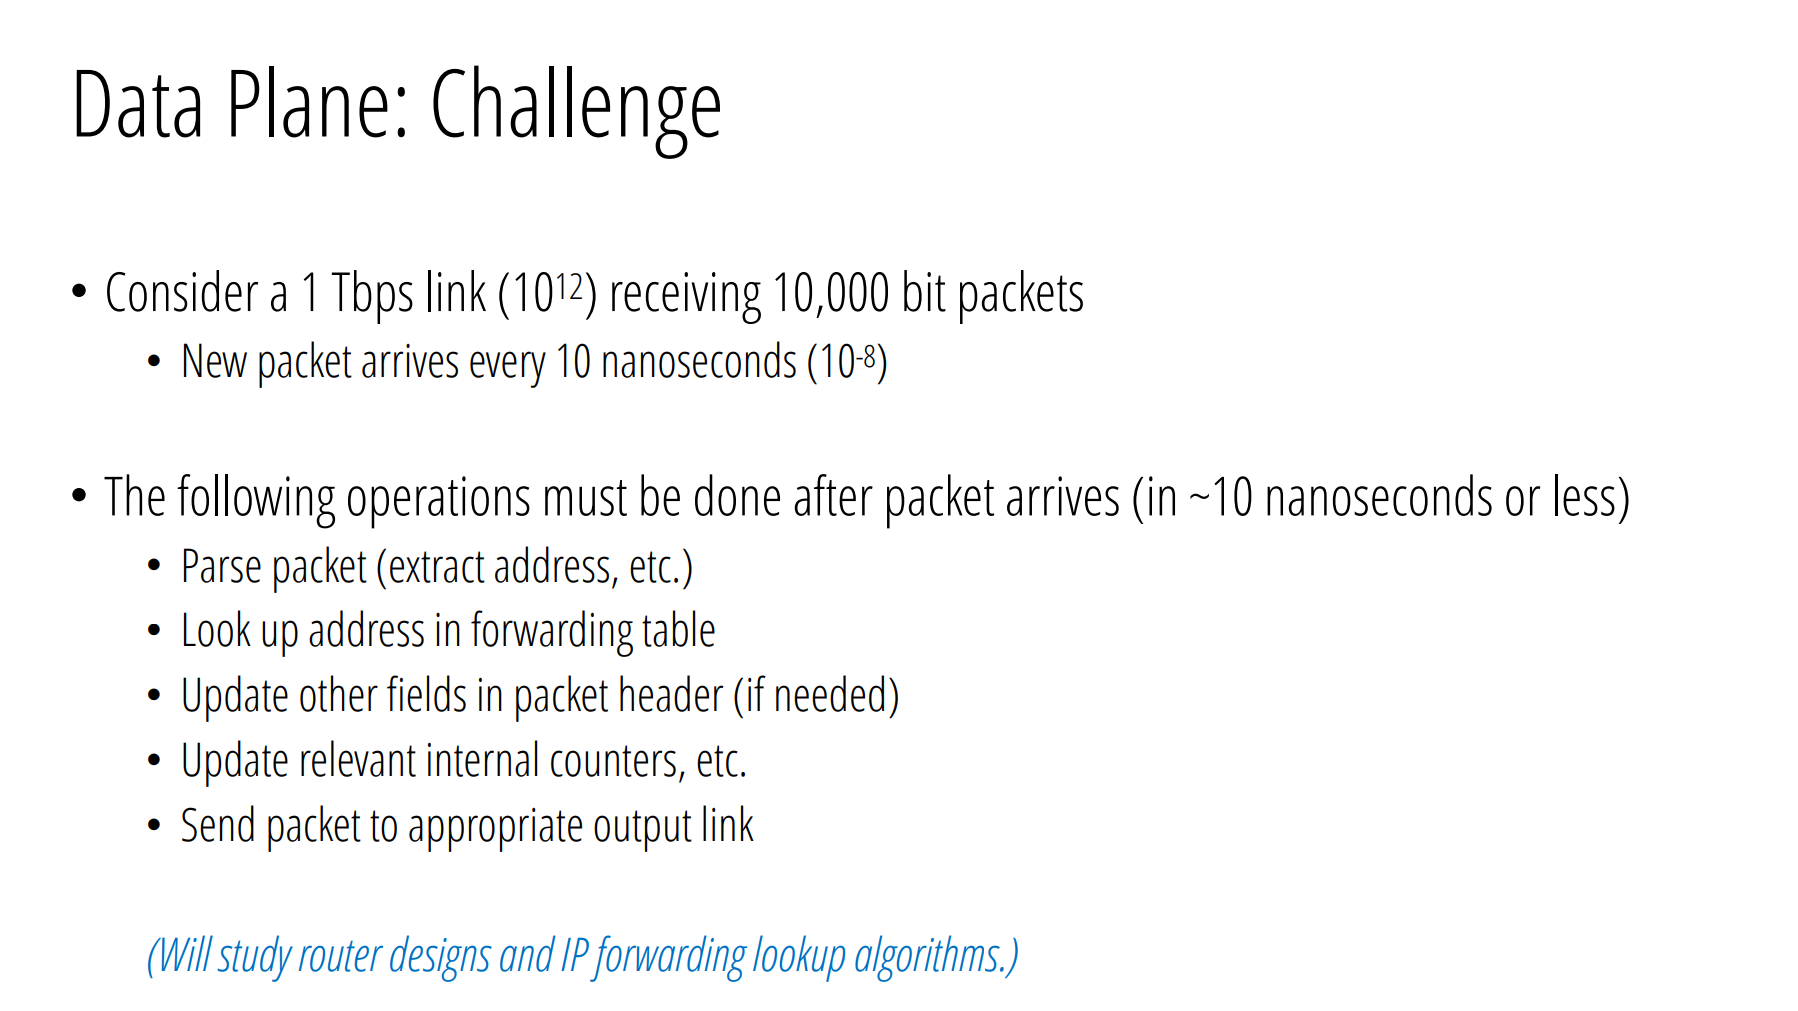 Data Plane: Challenge
• Consider a 1 Tbps link (10¹²) receiving 10,000 bit packets
• New packet arrives every 10 nanoseconds (10⁻⁸)
• The following operations must be done after packet arrives (in ~10 nanoseconds or less)
• Parse packet (extract address, etc.)
• Look up address in forwarding table
• Update other fields in packet header (if needed)
• Update relevant internal counters, etc.
• Send packet to appropriate output link
(Will study router designs and IP forwarding lookup algorithms.)